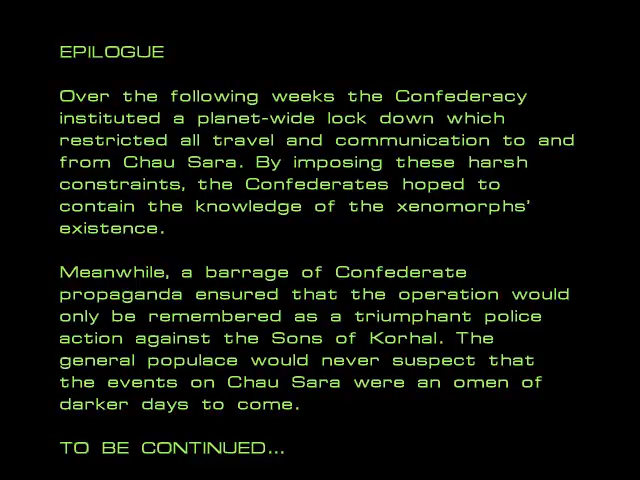 EPILOGUE
Over the following weeks the Confederacy
instituted a planet-wide lock down which
restricted all travel and communication to and
from Chau Sara. By imposing these harsh
constraints, the Confederates hoped to
contain the knowledge of the xenomorphs'
existence.
Meanwhile, a barrage of Confederate
propaganda ensured that the operation would
only be remembered as a triumphant police
action against the Sons of Korhal. The
general populace would never suspect that
the events on Chau Sara were an omen of
darker days to come.
TO BE CONTINUED...